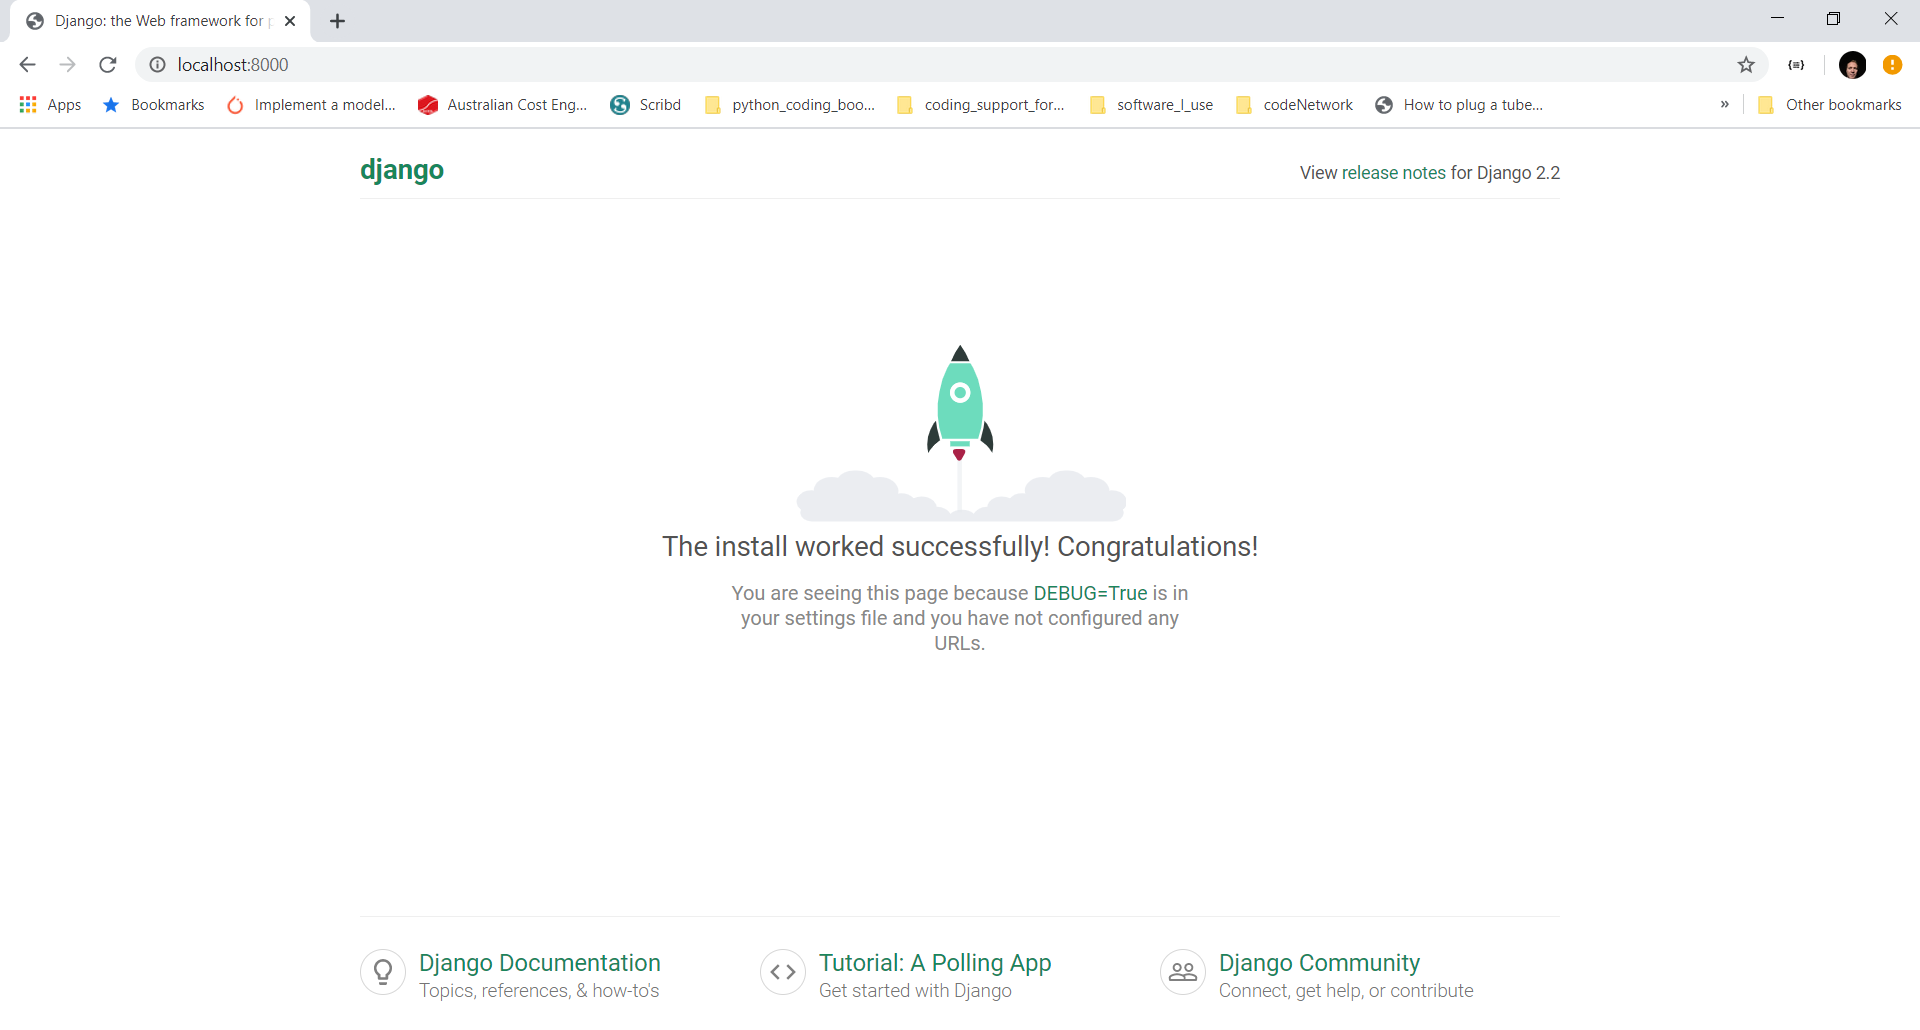 Django: the Web framework for p
localhost:8000
Apps Bookmarks Implement a model... Australian Cost Eng... Scribd python_coding_boo... coding_support_for... software_I_use codeNetwork How to plug a tube... » Other bookmarks
django View release notes for Django 2.2
The install worked successfully! Congratulations!
You are seeing this page because DEBUG=True is in
your settings file and you have not configured any
URLs.
Django Documentation Tutorial: A Polling App Django Community
Topics, references, & how-to's Get started with Django Connect, get help, or contribute